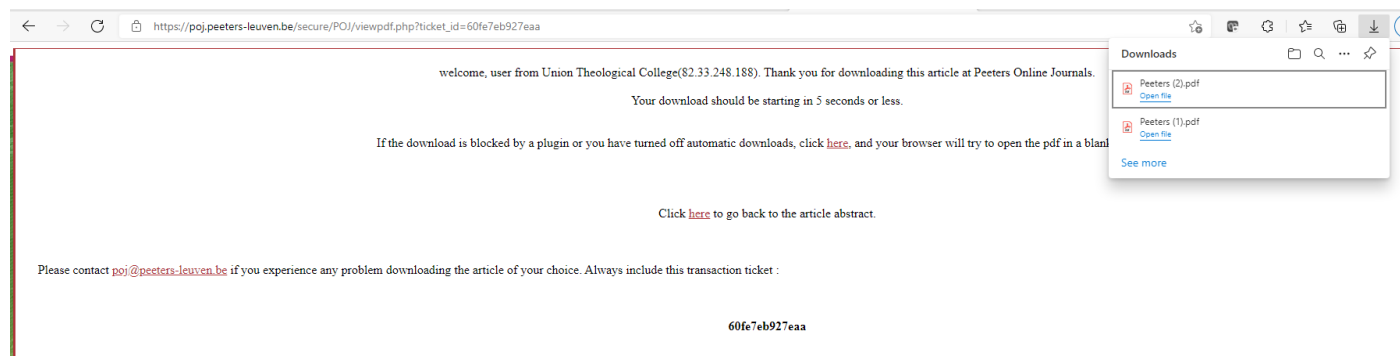 https://poj.peeters-leuven.be/secure/POJ/viewpdf.php?ticket_id=60fe7eb927eaa
Downloads
Peeters (2).pdf
Open file
Peeters (1).pdf
Open file
See more
welcome, user from Union Theological College(82.33.248.188). Thank you for downloading this article at Peeters Online Journals.
Your download should be starting in 5 seconds or less.
If the download is blocked by a plugin or you have turned off automatic downloads, click here, and your browser will try to open the pdf in a blank
Click here to go back to the article abstract.
Please contact poj@peeters-leuven.be if you experience any problem downloading the article of your choice. Always include this transaction ticket :
60fe7eb927eaa